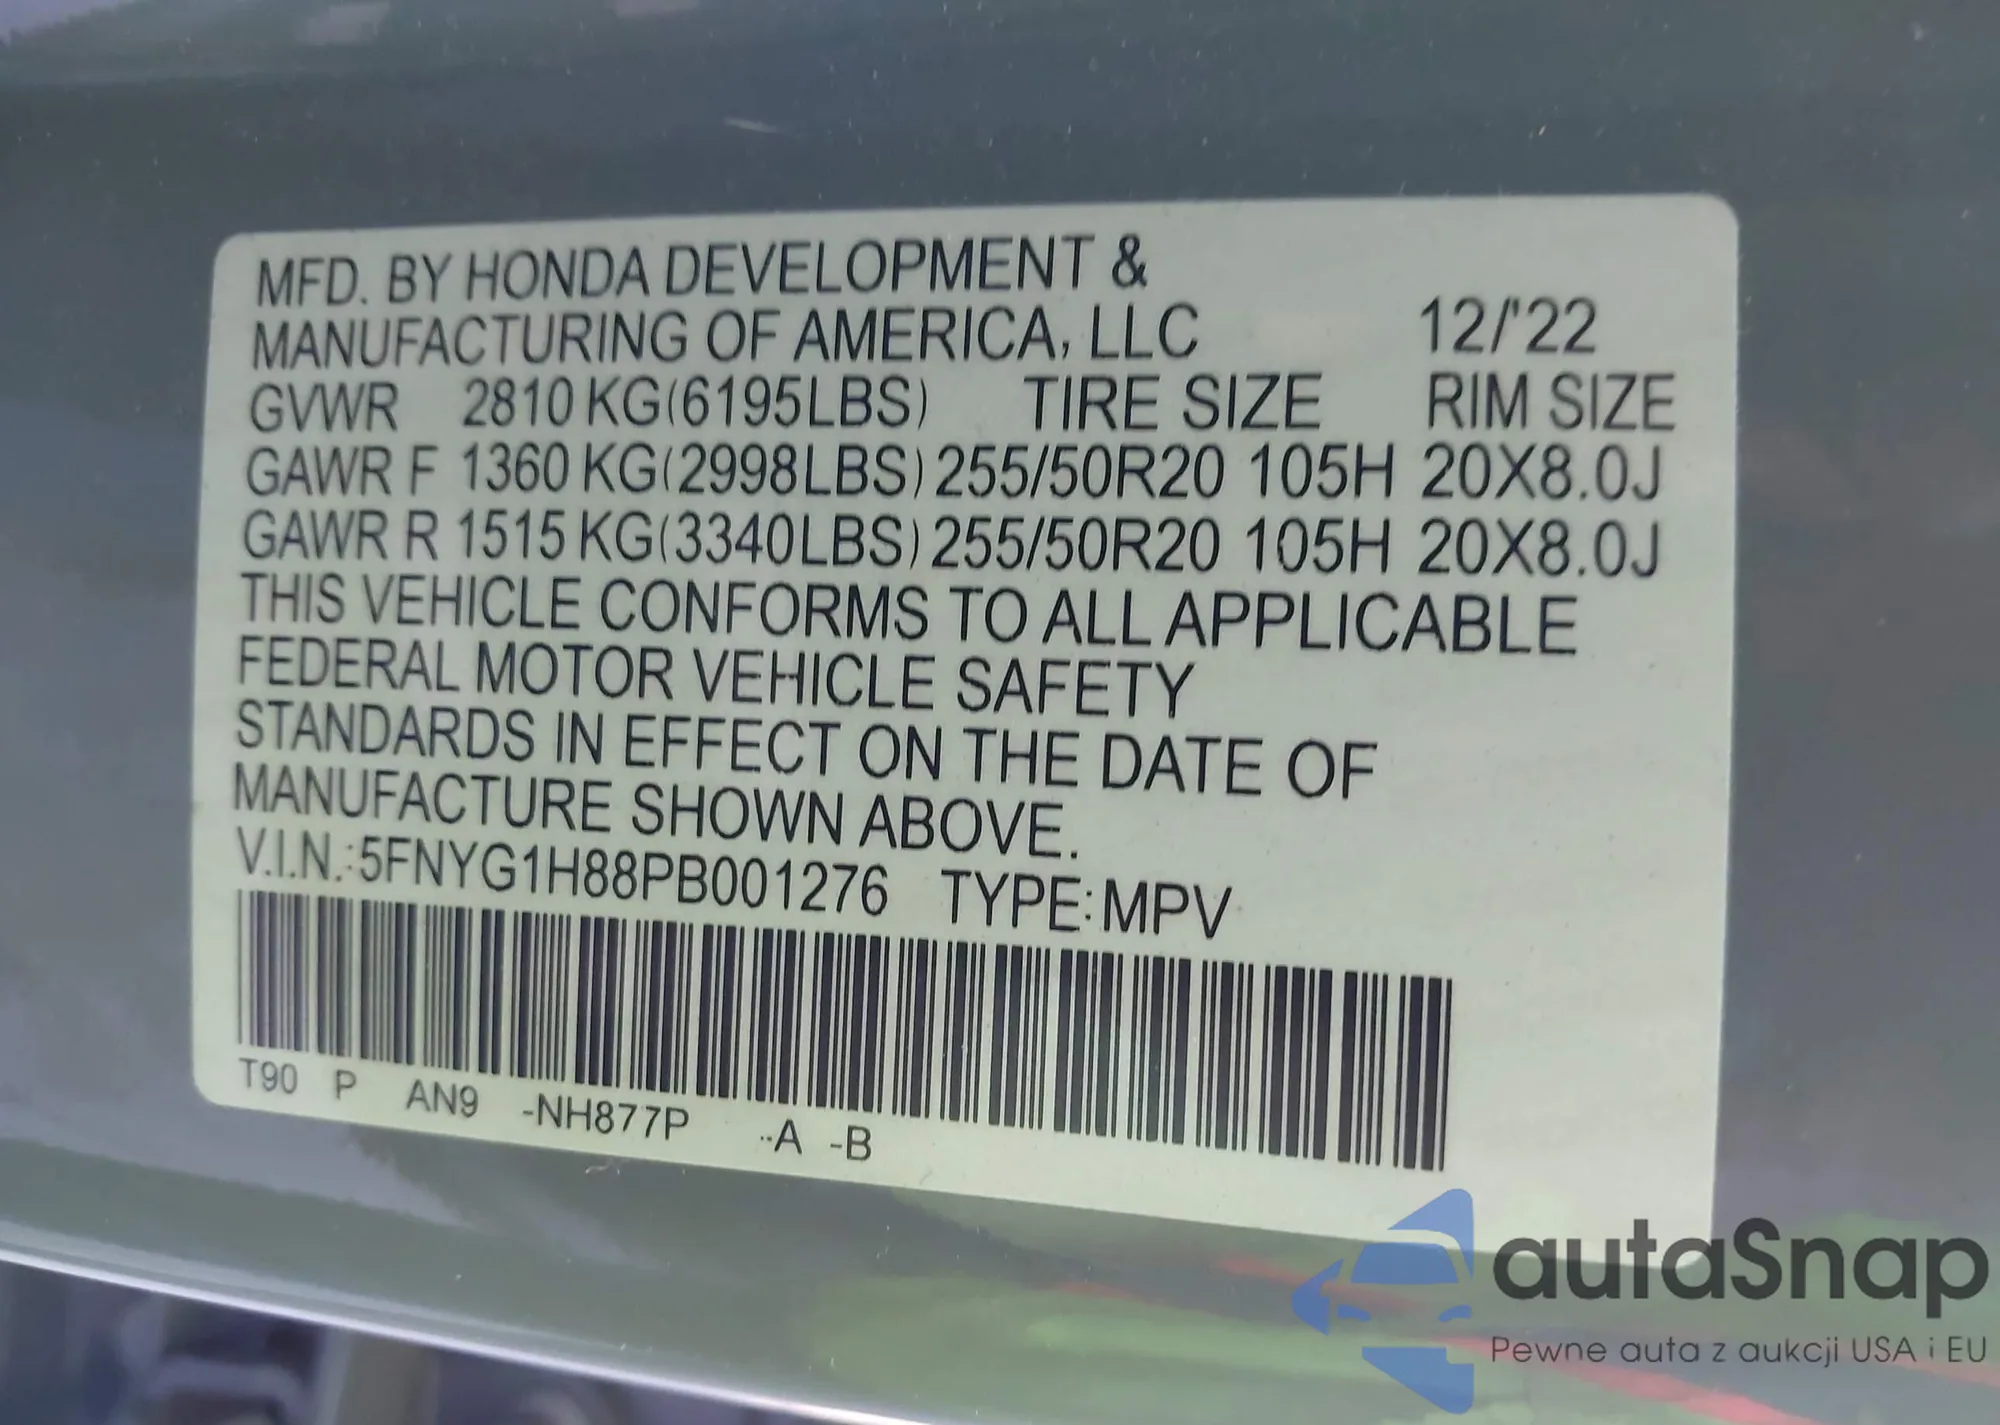 MFD. BY HONDA DEVELOPMENT &
MANUFACTURING OF AMERICA, LLC 12/'22
GVWR 2810 KG(6195LBS) TIRE SIZE RIM SIZE
GAWR F 1360 KG(2998LBS) 255/50R20 105H 20X8.0J
GAWR R 1515 KG(3340LBS) 255/50R20 105H 20X8.0J
THIS VEHICLE CONFORMS TO ALL APPLICABLE
FEDERAL MOTOR VEHICLE SAFETY
STANDARDS IN EFFECT ON THE DATE OF
MANUFACTURE SHOWN ABOVE.
V.I.N.:5FNYG1H88PB001276 TYPE:MPV
T90 P AN9 -NH877P -A -B
autaSnap
Pewne auta z aukcji USA i EU